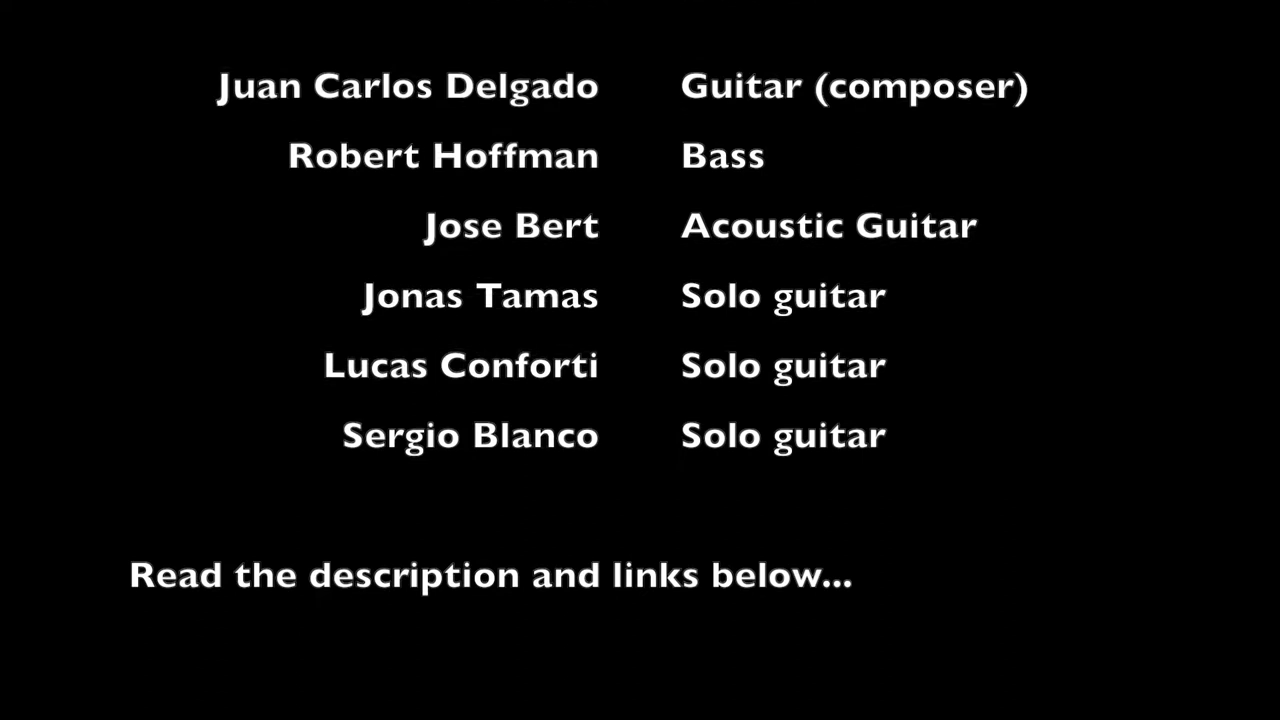 Juan Carlos Delgado Guitar (composer)
Robert Hoffman Bass
Jose Bert Acoustic Guitar
Jonas Tamas Solo guitar
Lucas Conforti Solo guitar
Sergio Blanco Solo guitar
Read the description and links below...